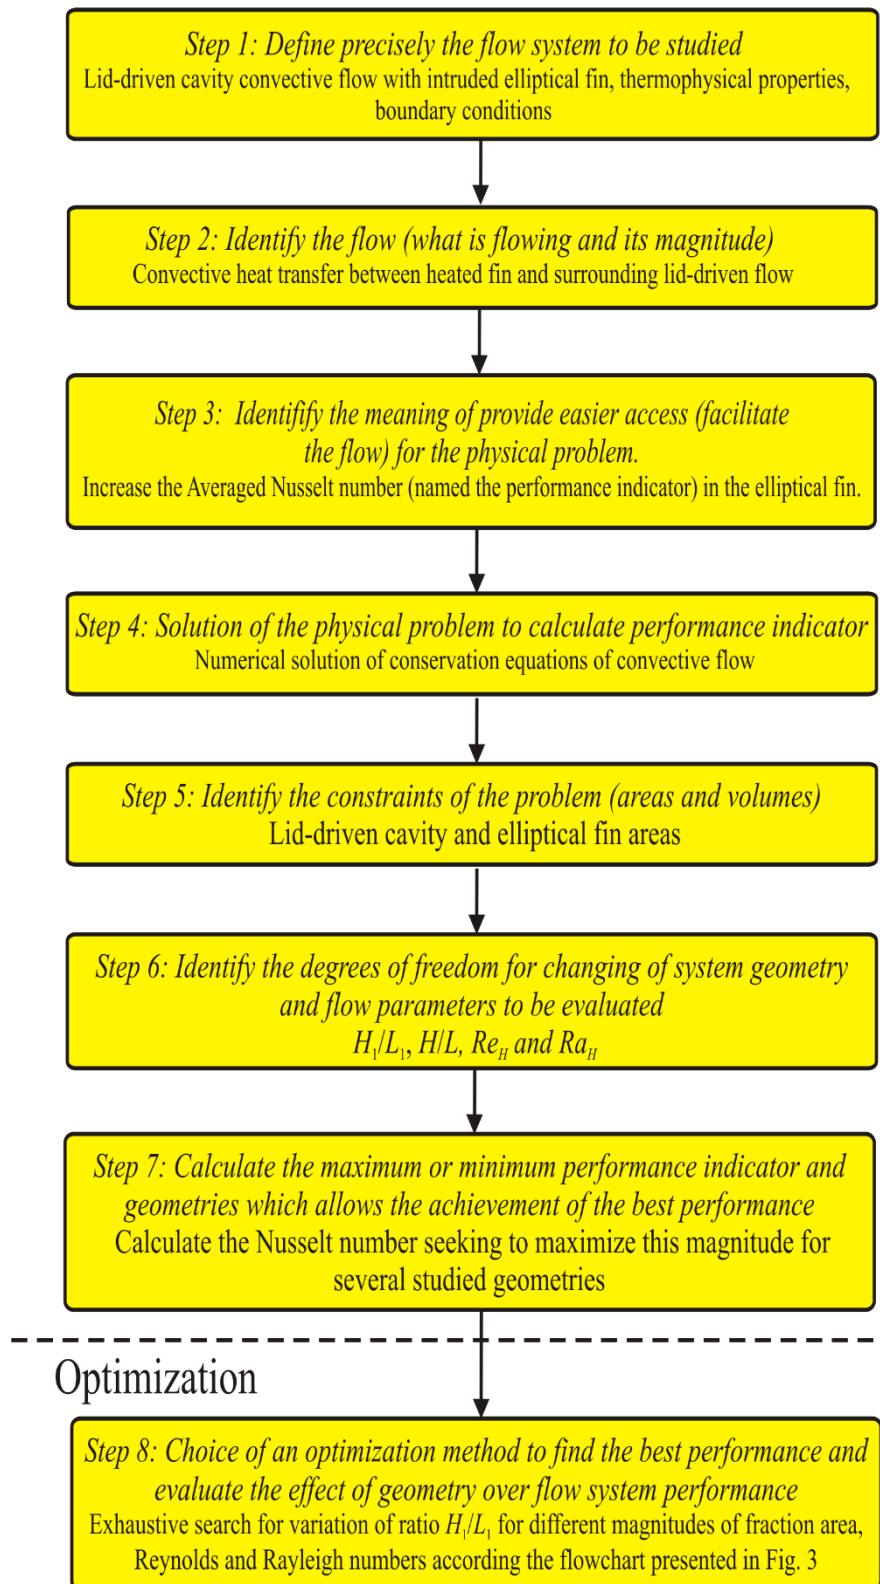 Step 1: Define precisely the flow system to be studied
Lid-driven cavity convective flow with intruded elliptical fin, thermophysical properties,
boundary conditions
Step 2: Identify the flow (what is flowing and its magnitude)
Convective heat transfer between heated fin and surrounding lid-driven flow
Step 3: Identifify the meaning of provide easier access (facilitate
the flow) for the physical problem.
Increase the Averaged Nusselt number (named the performance indicator) in the elliptical fin.
Step 4: Solution of the physical problem to calculate performance indicator
Numerical solution of conservation equations of convective flow
Step 5: Identify the constraints of the problem (areas and volumes)
Lid-driven cavity and elliptical fin areas
Step 6: Identify the degrees of freedom for changing of system geometry
and flow parameters to be evaluated
H₁/L₁, H/L, Re_H and Ra_H
Step 7: Calculate the maximum or minimum performance indicator and
geometries which allows the achievement of the best performance
Calculate the Nusselt number seeking to maximize this magnitude for
several studied geometries
Optimization
Step 8: Choice of an optimization method to find the best performance and
evaluate the effect of geometry over flow system performance
Exhaustive search for variation of ratio H₁/L₁ for different magnitudes of fraction area,
Reynolds and Rayleigh numbers according the flowchart presented in Fig. 3